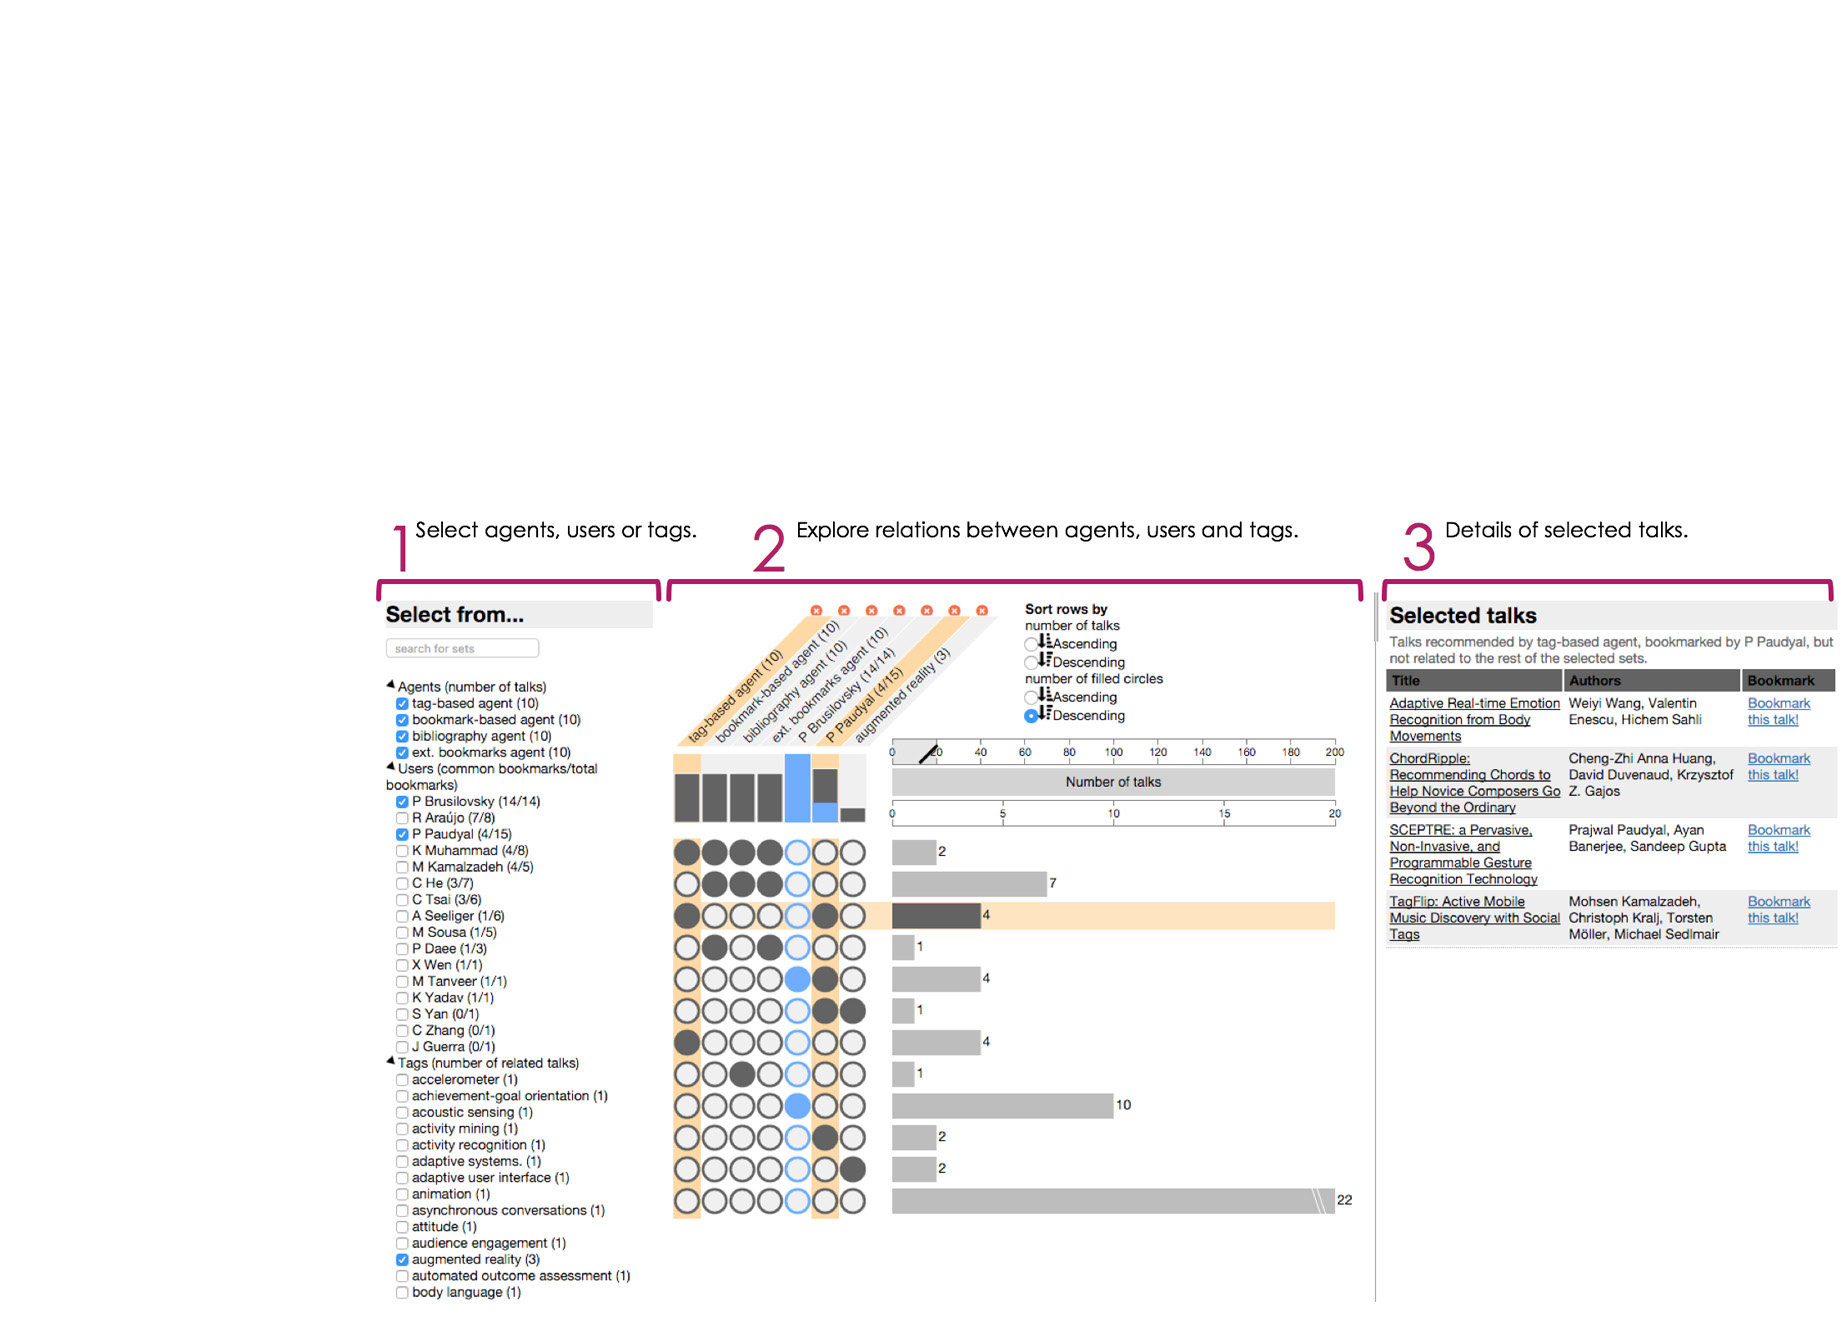 1 Select agents, users or tags.
2 Explore relations between agents, users and tags.
3 Details of selected talks.
Select from...
search for sets
Agents (number of talks)
tag-based agent (10)
bookmark-based agent (10)
bibliography agent (10)
ext. bookmarks agent (10)
Users (common bookmarks/total
bookmarks)
P Brusilovsky (14/14)
R Araújo (7/8)
P Paudyal (4/15)
K Muhammad (4/8)
M Kamalzadeh (4/5)
C He (3/7)
C Tsai (3/6)
A Seeliger (1/6)
M Sousa (1/5)
P Daee (1/3)
X Wen (1/1)
M Tanveer (1/1)
K Yadav (1/1)
S Yan (0/1)
C Zhang (0/1)
J Guerra (0/1)
Tags (number of related talks)
accelerometer (1)
achievement-goal orientation (1)
acoustic sensing (1)
activity mining (1)
activity recognition (1)
adaptive systems. (1)
adaptive user interface (1)
animation (1)
asynchronous conversations (1)
attitude (1)
audience engagement (1)
augmented reality (3)
automated outcome assessment (1)
body language (1)
tag-based agent (10)
bookmark-based agent (10)
bibliography agent (10)
ext. bookmarks agent (10)
P Brusilovsky (14/14)
P Paudyal (4/15)
augmented reality (3)
Sort rows by
number of talks
Ascending
Descending
number of filled circles
Ascending
Descending
0 20 40 60 80 100 120 140 160 180 200
Number of talks
0 5 10 15 20
2
7
4
1
4
1
4
1
10
2
2
22
Selected talks
Talks recommended by tag-based agent, bookmarked by P Paudyal, but
not related to the rest of the selected sets.
Title Authors Bookmark
Adaptive Real-time Emotion Weiyi Wang, Valentin Bookmark
Recognition from Body Enescu, Hichem Sahli this talk!
Movements
ChordRipple: Cheng-Zhi Anna Huang, Bookmark
Recommending Chords to David Duvenaud, Krzysztof this talk!
Help Novice Composers Go Z. Gajos
Beyond the Ordinary
SCEPTRE: a Pervasive, Prajwal Paudyal, Ayan Bookmark
Non-Invasive, and Banerjee, Sandeep Gupta this talk!
Programmable Gesture
Recognition Technology
TagFlip: Active Mobile Mohsen Kamalzadeh, Bookmark
Music Discovery with Social Christoph Kralj, Torsten this talk!
Tags Möller, Michael Sedlmair